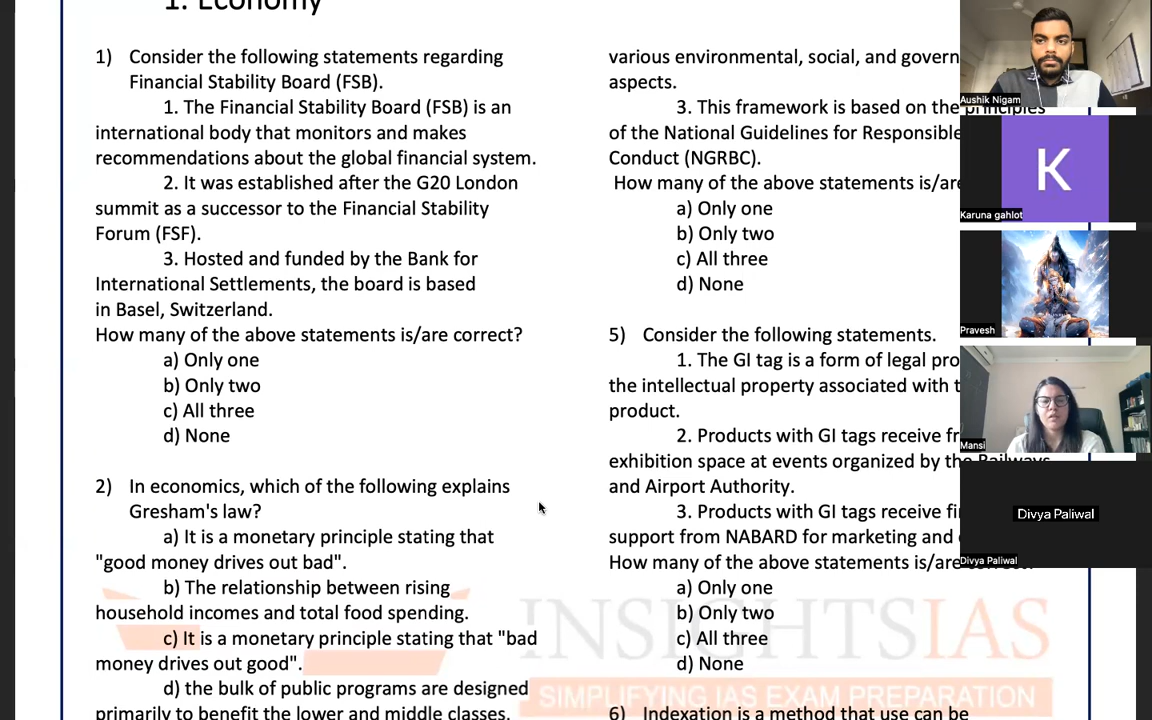 1. Economy
1) Consider the following statements regarding
Financial Stability Board (FSB).
1. The Financial Stability Board (FSB) is an
international body that monitors and makes
recommendations about the global financial system.
2. It was established after the G20 London
summit as a successor to the Financial Stability
Forum (FSF).
3. Hosted and funded by the Bank for
International Settlements, the board is based
in Basel, Switzerland.
How many of the above statements is/are correct?
a) Only one
b) Only two
c) All three
d) None
2) In economics, which of the following explains
Gresham's law?
a) It is a monetary principle stating that
"good money drives out bad".
b) The relationship between rising
household incomes and total food spending.
c) It is a monetary principle stating that "bad
money drives out good".
d) the bulk of public programs are designed
primarily to benefit the lower and middle classes.
various environmental, social, and govern
aspects.
3. This framework is based on the principles
of the National Guidelines for Responsible
Conduct (NGRBC).
How many of the above statements is/are
a) Only one
b) Only two
c) All three
d) None
5) Consider the following statements.
1. The GI tag is a form of legal pro
the intellectual property associated with t
product.
2. Products with GI tags receive fr
exhibition space at events organized by the Railways
and Airport Authority.
3. Products with GI tags receive fi
support from NABARD for marketing and
How many of the above statements is/are correct?
a) Only one
b) Only two
c) All three
d) None
6) Indexation is a method that use can be
INSIGHTSIAS
SIMPLIFYING IAS EXAM PREPARATION
Aushik Nigam
K
Karuna gahlot
Pravesh
Mansi
Divya Paliwal
Divya Paliwal